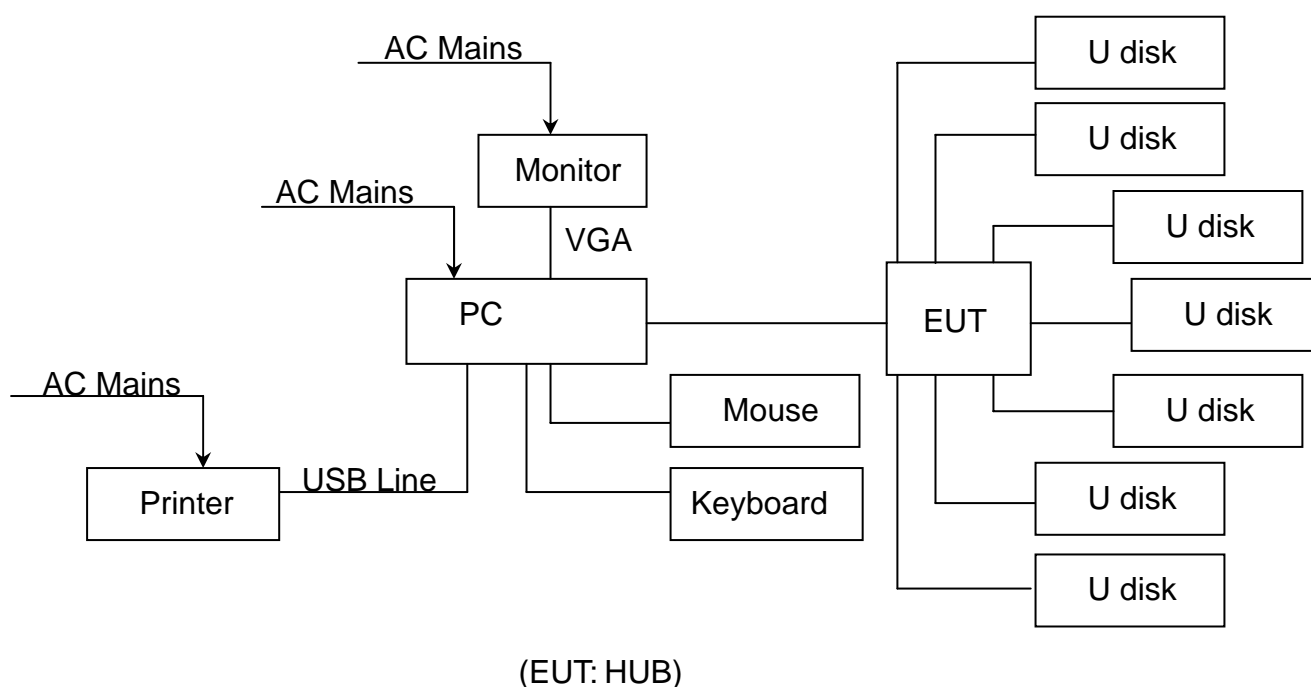 AC Mains
U disk
U disk
Monitor
AC Mains
U disk
VGA
PC
EUT
U disk
AC Mains
Mouse
U disk
Printer
USB Line
Keyboard
U disk
U disk
(EUT: HUB)